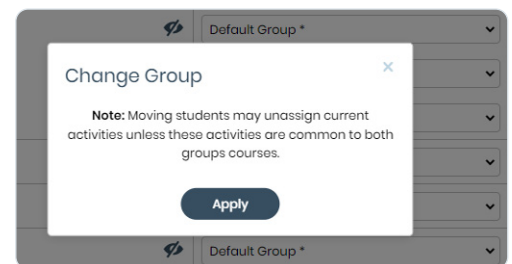 Default Group *
Change Group
×
Note: Moving students may unassign current
activities unless these activities are common to both
groups courses.
Apply
Default Group *